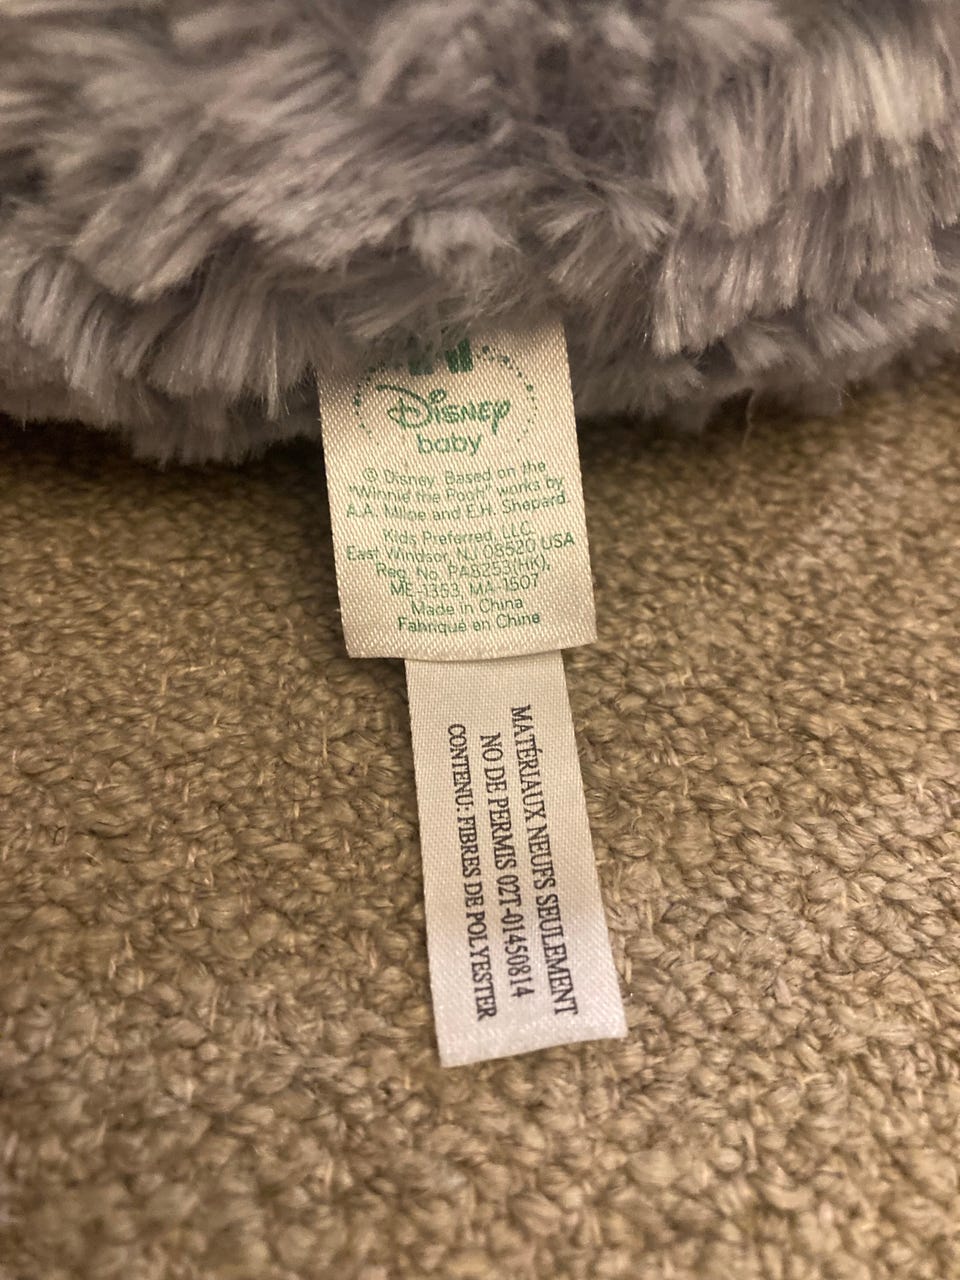 Disney
baby
© Disney. Based on the
"Winnie the Pooh" works by
A.A. Milne and E.H. Shepard.
Kids Preferred, LLC
East Windsor, NJ 08520 USA
Reg. No. PA8253(HK),
ME-1353, MA-1507
Made in China
Fabriqué en Chine
MATÉRIAUX NEUFS SEULEMENT
NO DE PERMIS 02T-01450814
CONTENU: FIBRES DE POLYESTER